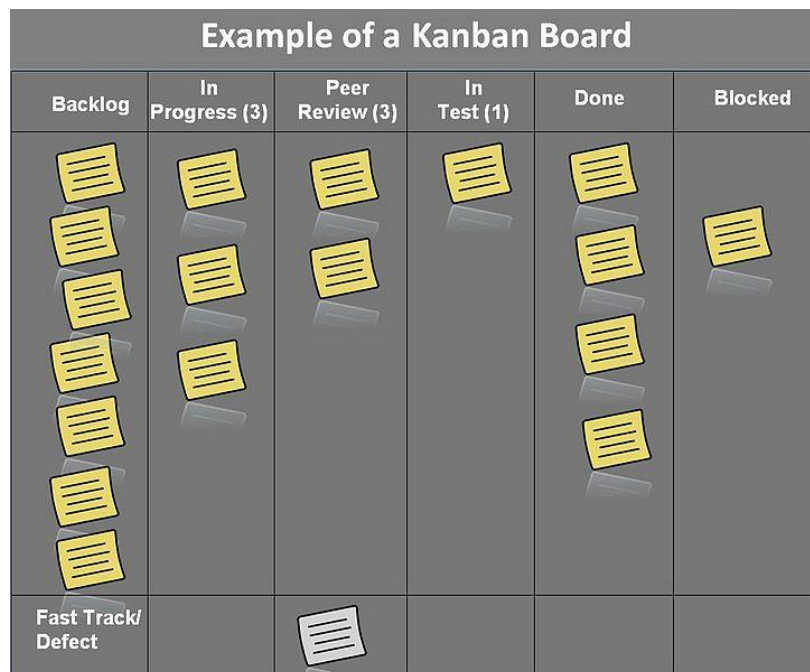 Example of a Kanban Board
Backlog
In
Progress (3)
Peer
Review (3)
In
Test (1)
Done
Blocked
Fast Track/
Defect